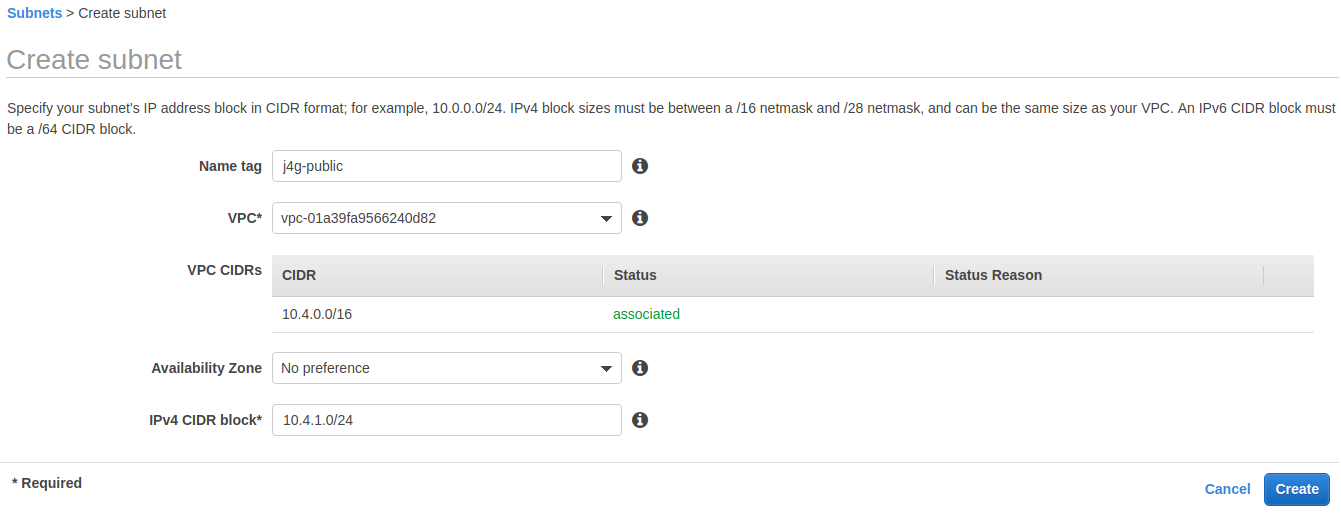 Subnets > Create subnet
Create subnet
Specify your subnet's IP address block in CIDR format; for example, 10.0.0.0/24. IPv4 block sizes must be between a /16 netmask and /28 netmask, and can be the same size as your VPC. An IPv6 CIDR block must
be a /64 CIDR block.
Name tag j4g-public
VPC* vpc-01a39fa9566240d82
VPC CIDRs CIDR Status Status Reason
10.4.0.0/16 associated
Availability Zone No preference
IPv4 CIDR block* 10.4.1.0/24
* Required Cancel Create